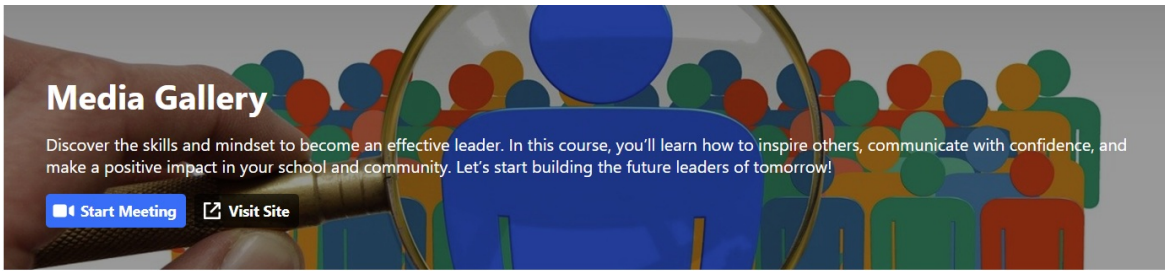 Media Gallery
Discover the skills and mindset to become an effective leader. In this course, you’ll learn how to inspire others, communicate with confidence, and
make a positive impact in your school and community. Let’s start building the future leaders of tomorrow!
Start Meeting
Visit Site